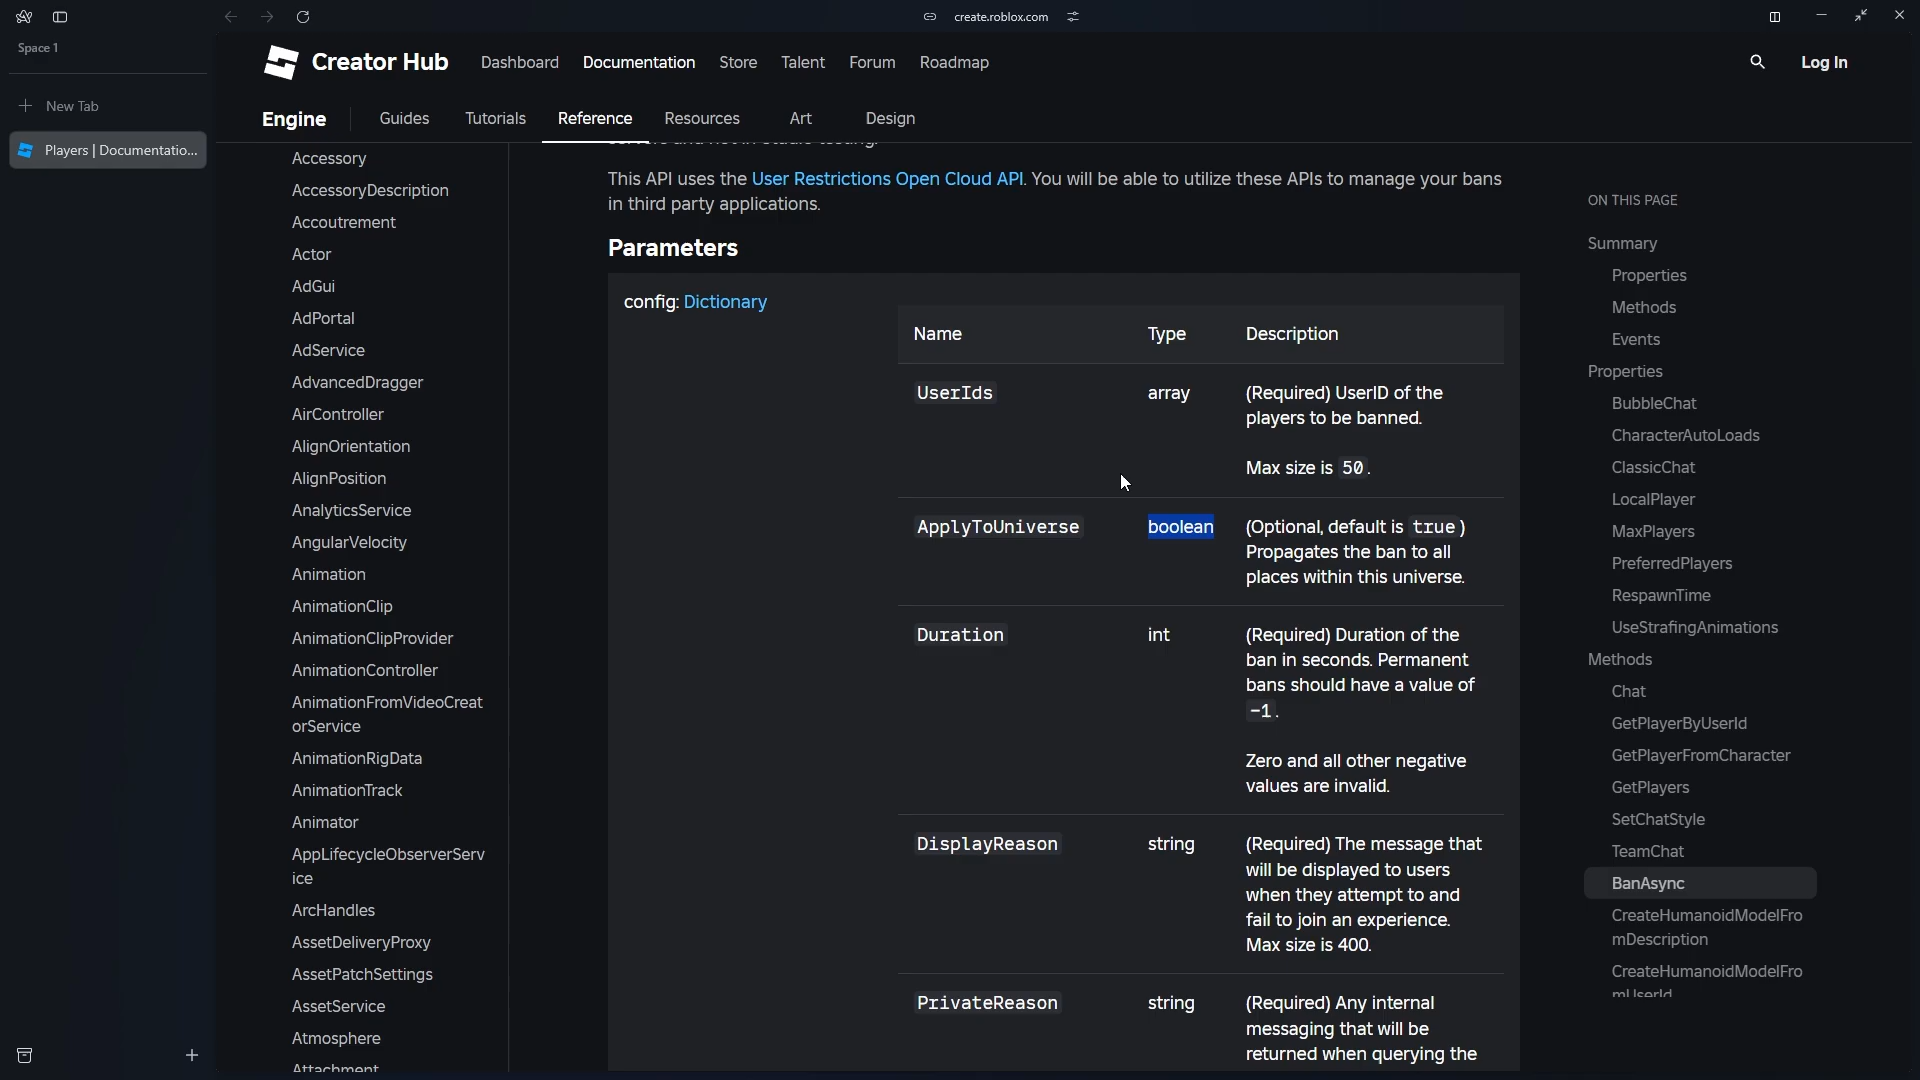 create.roblox.com
Space 1
New Tab
Players | Documentatio...
Creator Hub
Dashboard
Documentation
Store
Talent
Forum
Roadmap
Log In
Engine
Guides
Tutorials
Reference
Resources
Art
Design
Accessory
AccessoryDescription
Accoutrement
Actor
AdGui
AdPortal
AdService
AdvancedDragger
AirController
AlignOrientation
AlignPosition
AnalyticsService
AngularVelocity
Animation
AnimationClip
AnimationClipProvider
AnimationController
AnimationFromVideoCreat
orService
AnimationRigData
AnimationTrack
Animator
AppLifecycleObserverServ
ice
ArcHandles
AssetDeliveryProxy
AssetPatchSettings
AssetService
Atmosphere
Attachment
This API uses the User Restrictions Open Cloud API. You will be able to utilize these APIs to manage your bans
in third party applications.
Parameters
config: Dictionary
Name Type Description
UserIds array (Required) UserID of the
players to be banned.
Max size is 50.
ApplyToUniverse boolean (Optional, default is true)
Propagates the ban to all
places within this universe.
Duration int (Required) Duration of the
ban in seconds. Permanent
bans should have a value of
-1.
Zero and all other negative
values are invalid.
DisplayReason string (Required) The message that
will be displayed to users
when they attempt to and
fail to join an experience.
Max size is 400.
PrivateReason string (Required) Any internal
messaging that will be
returned when querying the
ON THIS PAGE
Summary
Properties
Methods
Events
Properties
BubbleChat
CharacterAutoLoads
ClassicChat
LocalPlayer
MaxPlayers
PreferredPlayers
RespawnTime
UseStrafingAnimations
Methods
Chat
GetPlayerByUserId
GetPlayerFromCharacter
GetPlayers
SetChatStyle
TeamChat
BanAsync
CreateHumanoidModelFro
mDescription
CreateHumanoidModelFro
mUserId